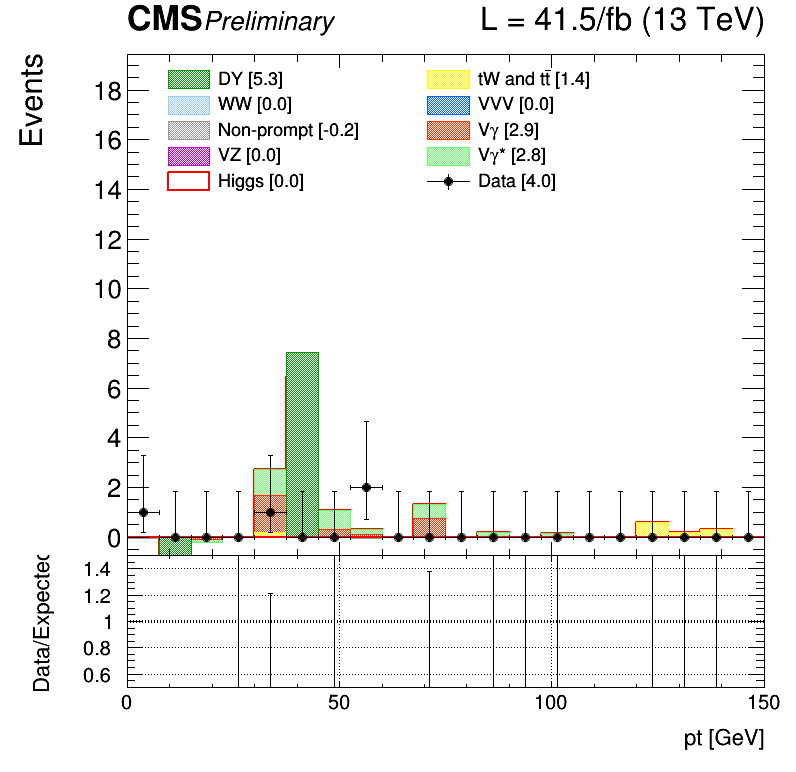 CMS Preliminary L = 41.5/fb (13 TeV)
Events
DY [5.3]
WW [0.0]
Non-prompt [-0.2]
VZ [0.0]
Higgs [0.0]
tW and tt̄ [1.4]
VVV [0.0]
Vγ [2.9]
Vγ* [2.8]
Data [4.0]
18
16
14
12
10
8
6
4
2
0
Data/Expected
1.4
1.2
1
0.8
0.6
0 50 100 150
pt [GeV]